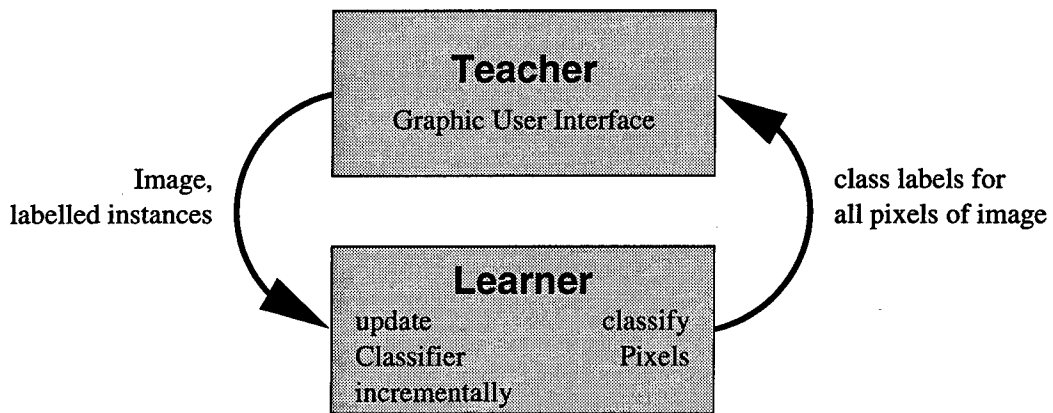 Teacher
Graphic User Interface
Image,
labelled instances
class labels for
all pixels of image
Learner
update
Classifier
incrementally
classify
Pixels